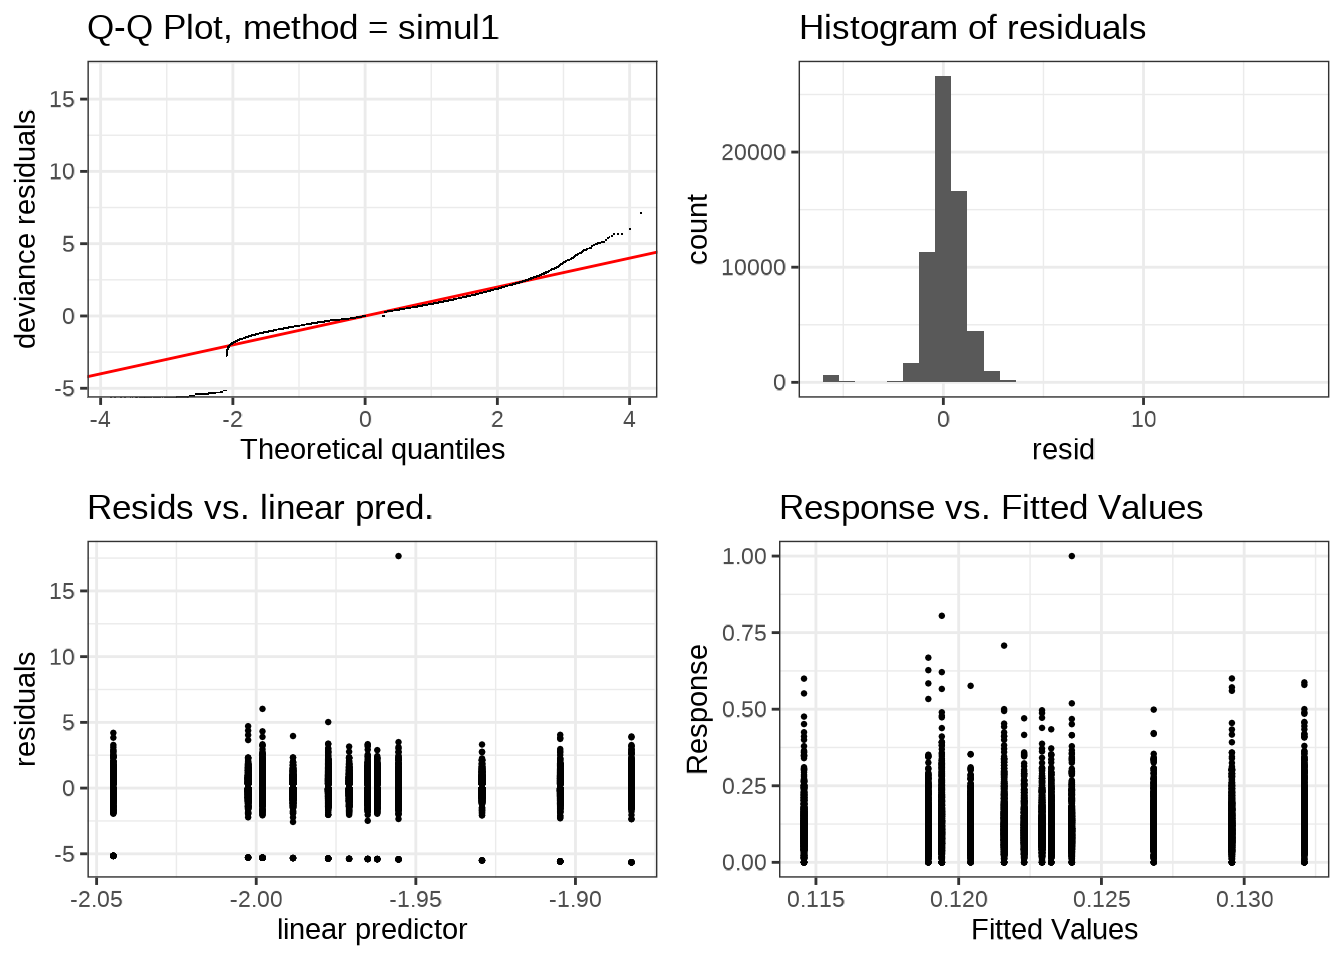 Q-Q Plot, method = simul1
deviance residuals
15
10
5
0
-5
-4
-2
0
2
4
Theoretical quantiles
Histogram of residuals
count
20000
10000
0
0
10
resid
Resids vs. linear pred.
residuals
15
10
5
0
-5
-2.05
-2.00
-1.95
-1.90
linear predictor
Response vs. Fitted Values
Response
1.00
0.75
0.50
0.25
0.00
0.115
0.120
0.125
0.130
Fitted Values